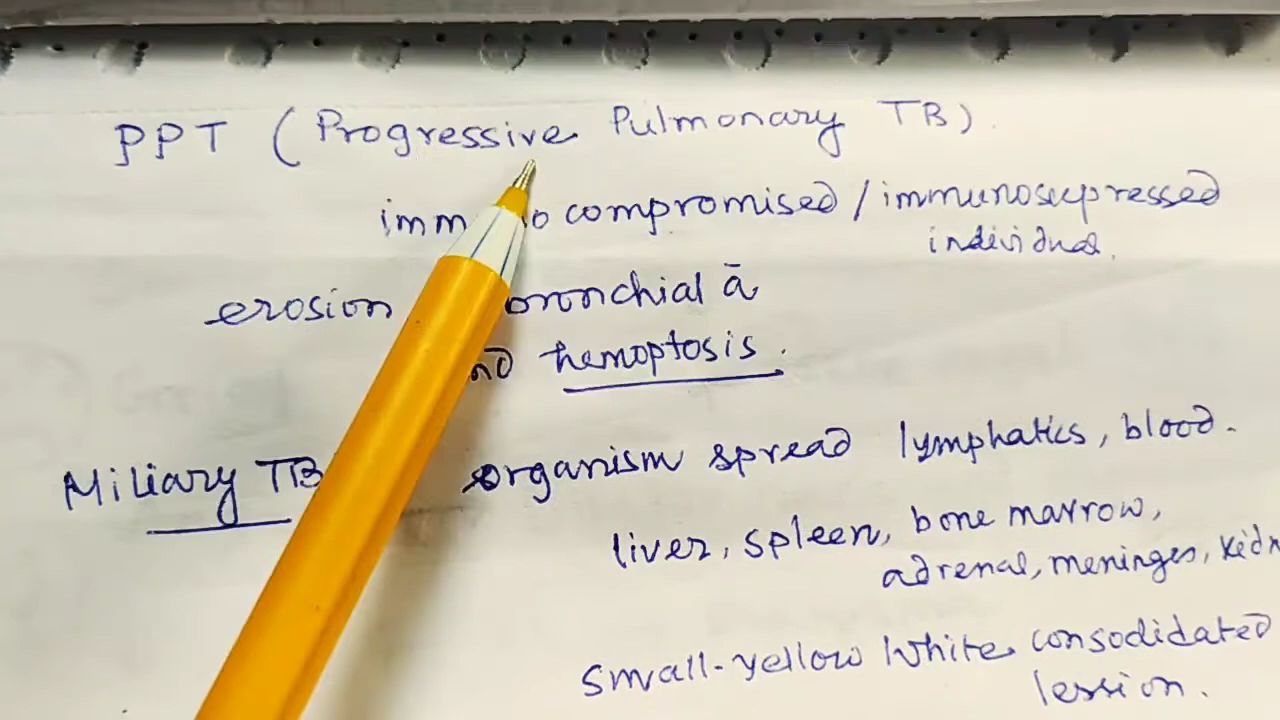 PPT (Progressive Pulmonary TB).
compromised / immunosupressed
individual.
erosion bronchial ā
hemoptosis.
Miliary TB organism spread lymphatics, blood.
liver, spleen, bone marrow,
adrenal, meninges,
small-yellow white consodidated
lession.